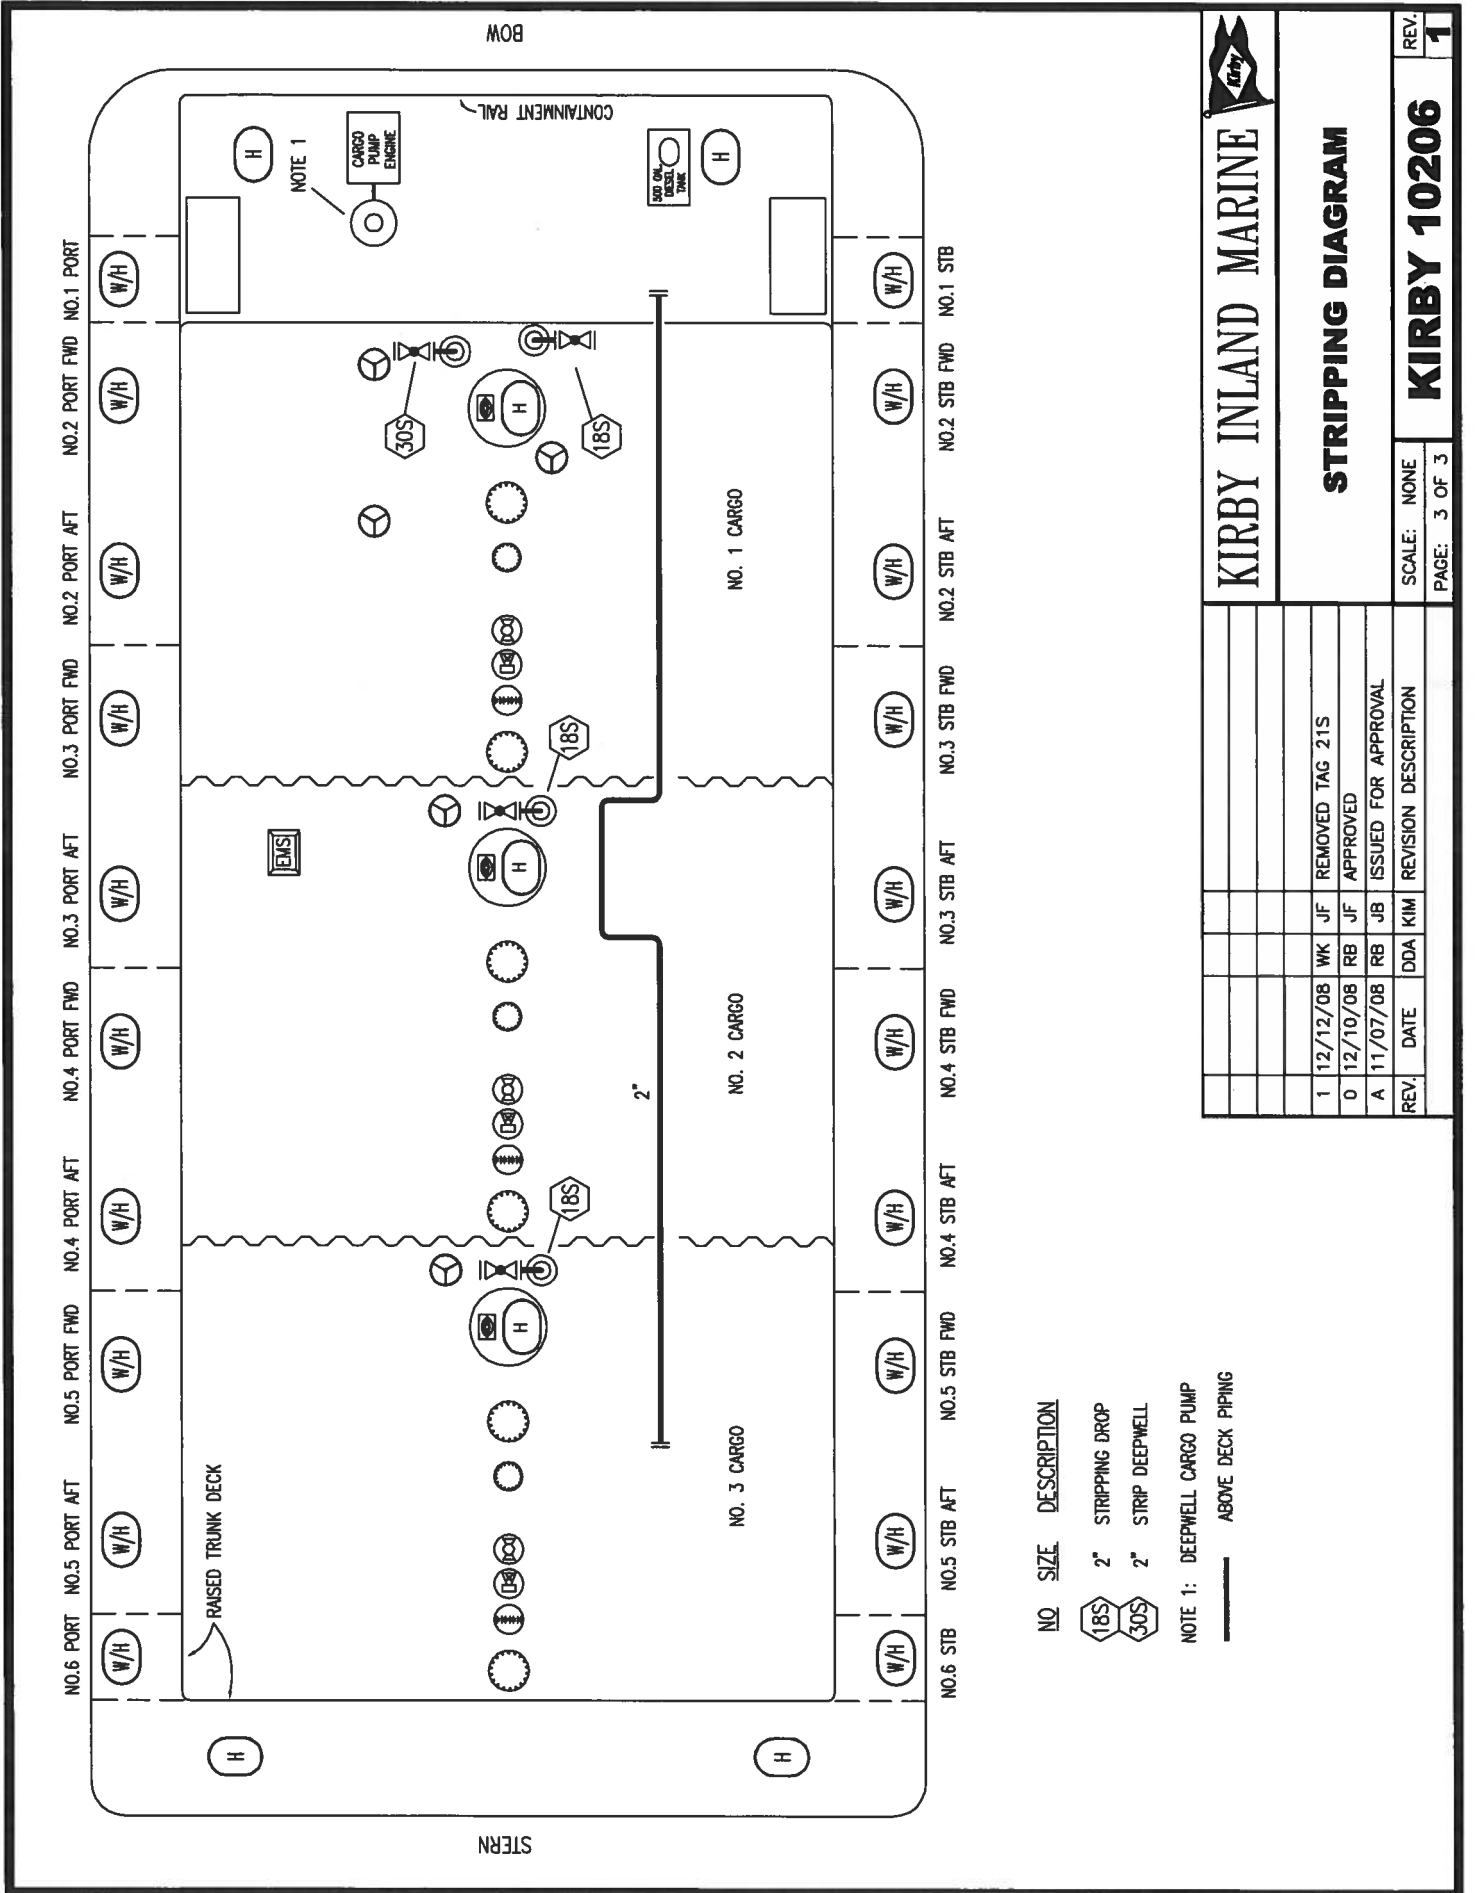 BOW
STERN
CONTAINMENT RAIL
NO.6 PORT
NO.5 PORT AFT
NO.5 PORT FWD
NO.4 PORT AFT
NO.4 PORT FWD
NO.3 PORT AFT
NO.3 PORT FWD
NO.2 PORT AFT
NO.2 PORT FWD
NO.1 PORT
W/H
W/H
W/H
W/H
W/H
W/H
W/H
W/H
W/H
W/H
H
H
NOTE 1
CARGO
PUMP
ENGINE
RAISED TRUNK DECK
EMS
30S
H
H
H
18S
18S
18S
2"
500 GAL.
DIESEL
TANK
H
H
NO. 3 CARGO
NO. 2 CARGO
NO. 1 CARGO
W/H
W/H
W/H
W/H
W/H
W/H
W/H
W/H
W/H
W/H
NO.6 STB
NO.5 STB AFT
NO.5 STB FWD
NO.4 STB AFT
NO.4 STB FWD
NO.3 STB AFT
NO.3 STB FWD
NO.2 STB AFT
NO.2 STB FWD
NO.1 STB
NO SIZE DESCRIPTION
18S 2" STRIPPING DROP
30S 2" STRIP DEEPWELL
NOTE 1: DEEPWELL CARGO PUMP
ABOVE DECK PIPING
1 12/12/08 WK JF REMOVED TAG 21S
0 12/10/08 RB JF APPROVED
A 11/07/08 RB JB ISSUED FOR APPROVAL
REV. DATE DDA KIM REVISION DESCRIPTION
KIRBY INLAND MARINE
Kirby
STRIPPING DIAGRAM
SCALE: NONE
PAGE: 3 OF 3
KIRBY 10206
REV.
1